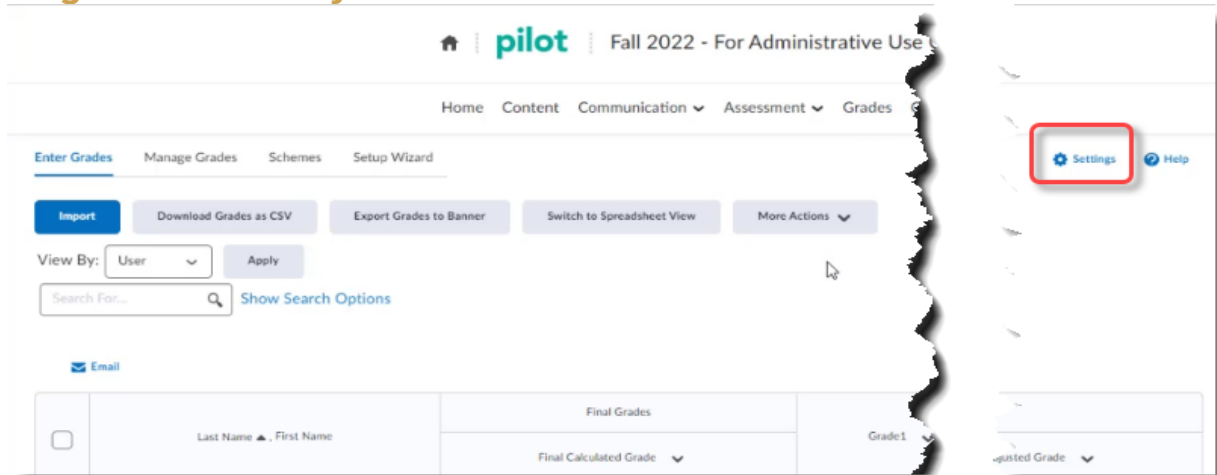 pilot Fall 2022 - For Administrative Use
Home Content Communication Assessment Grades
Enter Grades Manage Grades Schemes Setup Wizard Settings Help
Import Download Grades as CSV Export Grades to Banner Switch to Spreadsheet View More Actions
View By: User Apply
Search For... Show Search Options
Email
Final Grades
Last Name , First Name Grade1
Final Calculated Grade Grade